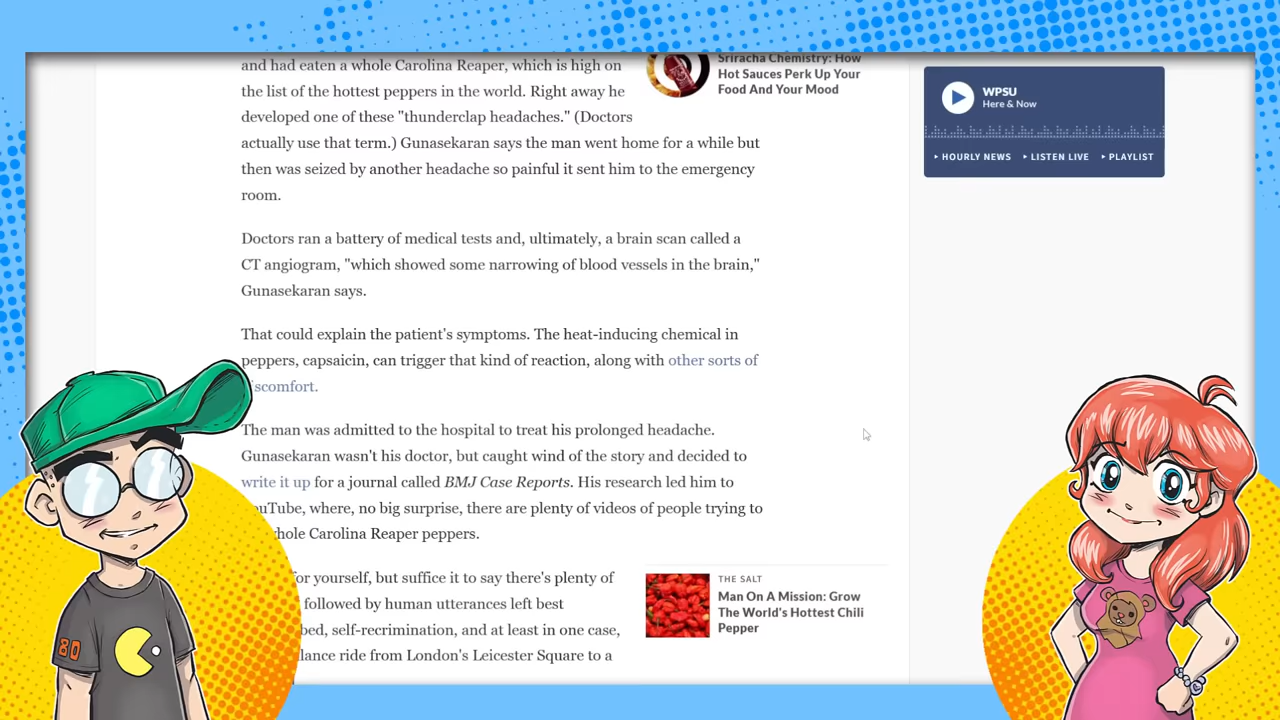 and had eaten a whole Carolina Reaper, which is high on
the list of the hottest peppers in the world. Right away he
developed one of these "thunderclap headaches." (Doctors
actually use that term.) Gunasekaran says the man went home for a while but
then was seized by another headache so painful it sent him to the emergency
room.
Doctors ran a battery of medical tests and, ultimately, a brain scan called a
CT angiogram, "which showed some narrowing of blood vessels in the brain,"
Gunasekaran says.
That could explain the patient's symptoms. The heat-inducing chemical in
peppers, capsaicin, can trigger that kind of reaction, along with other sorts of
scomfort.
The man was admitted to the hospital to treat his prolonged headache.
Gunasekaran wasn't his doctor, but caught wind of the story and decided to
write it up for a journal called BMJ Case Reports. His research led him to
uTube, where, no big surprise, there are plenty of videos of people trying to
hole Carolina Reaper peppers.
for yourself, but suffice it to say there's plenty of
followed by human utterances left best
bed, self-recrimination, and at least in one case,
lance ride from London's Leicester Square to a
Sriracha Chemistry: How
Hot Sauces Perk Up Your
Food And Your Mood
THE SALT
Man On A Mission: Grow
The World's Hottest Chili
Pepper
WPSU
Here & Now
HOURLY NEWS
LISTEN LIVE
PLAYLIST
80